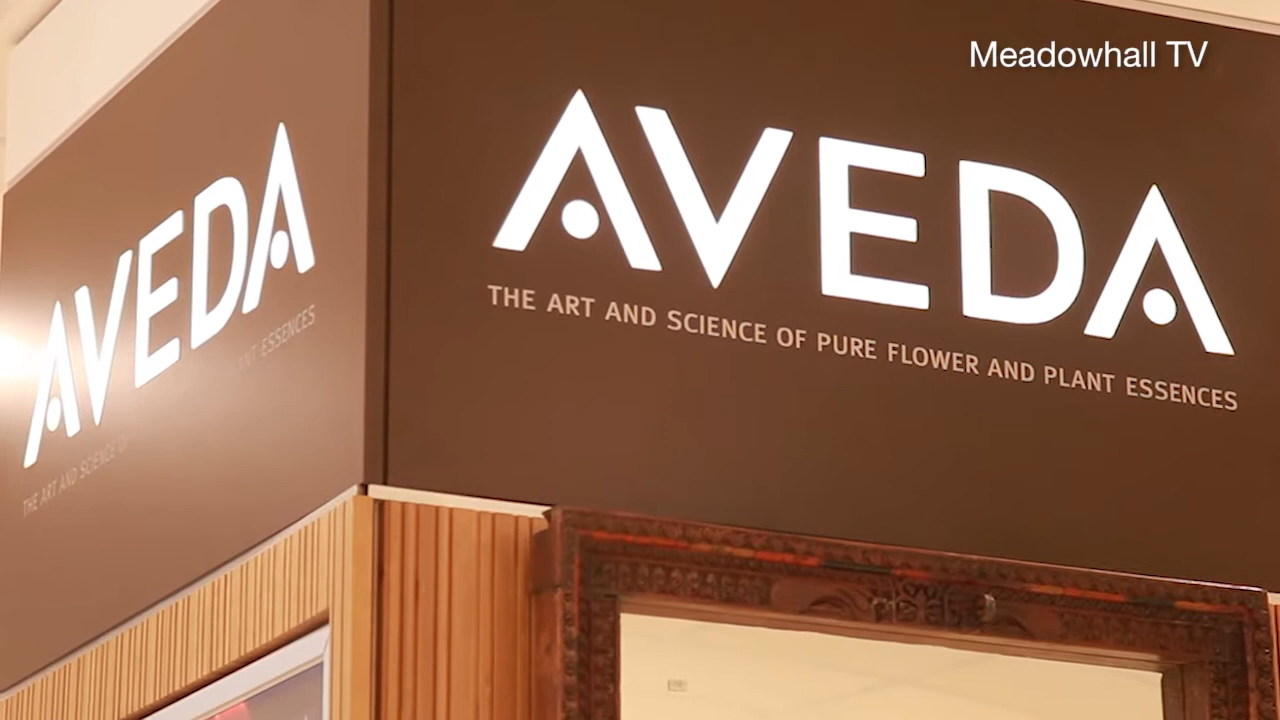 Meadowhall TV
AVEDA
THE ART AND SCIENCE OF PURE FLOWER AND PLANT ESSENCES
AVEDA
THE ART AND SCIENCE
PLANT ESSENCES